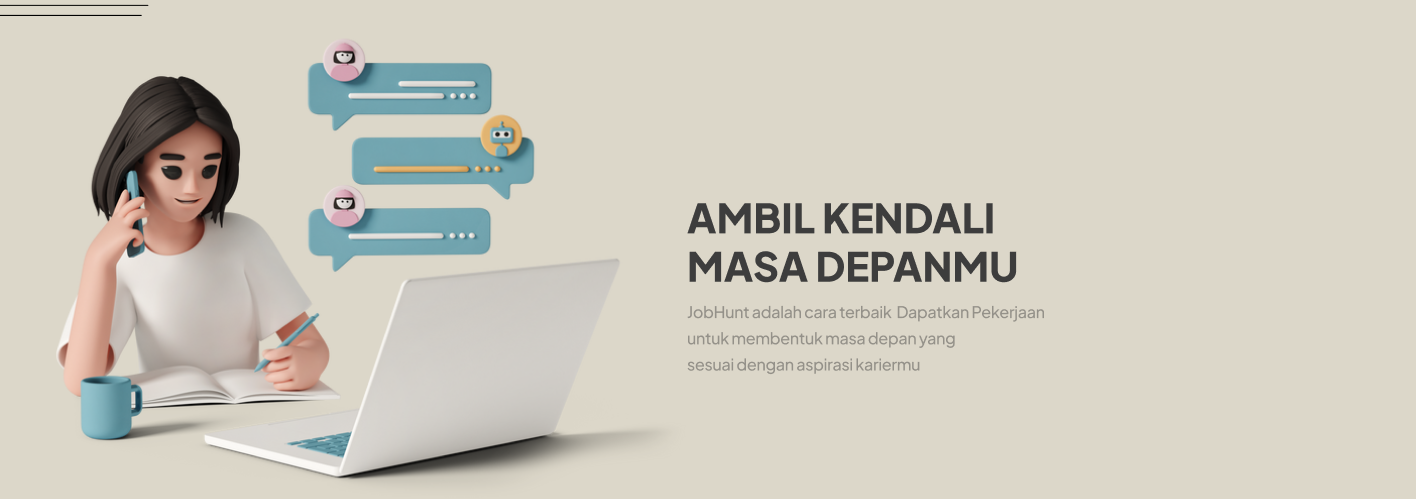 AMBIL KENDALI
MASA DEPANMU
JobHunt adalah cara terbaik Dapatkan Pekerjaan
untuk membentuk masa depan yang
sesuai dengan aspirasi kariermu